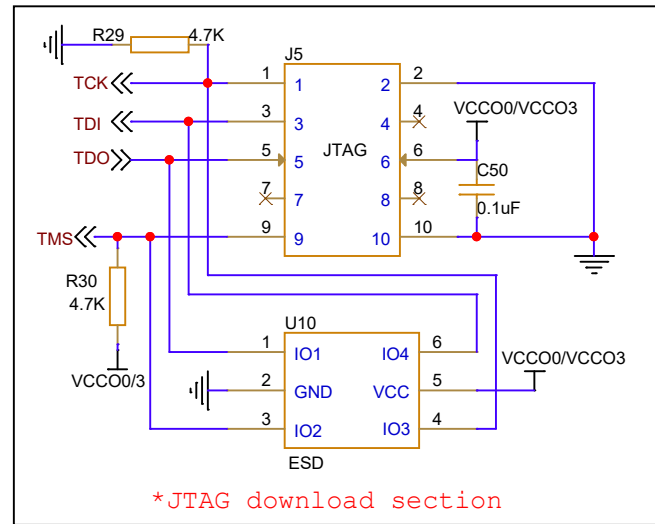 R29 4.7K
J5
TCK 1 1 2 2
VCCO0/VCCO3
TDI 3 3 4 4
JTAG
TDO 5 5 6 6
C50
7 7 8 8
0.1uF
TMS 9 9 10 10
R30
4.7K
U10
1 IO1 IO4 6
VCCO0/VCCO3
VCCO0/3
2 GND VCC 5
3 IO2 IO3 4
ESD
*JTAG download section